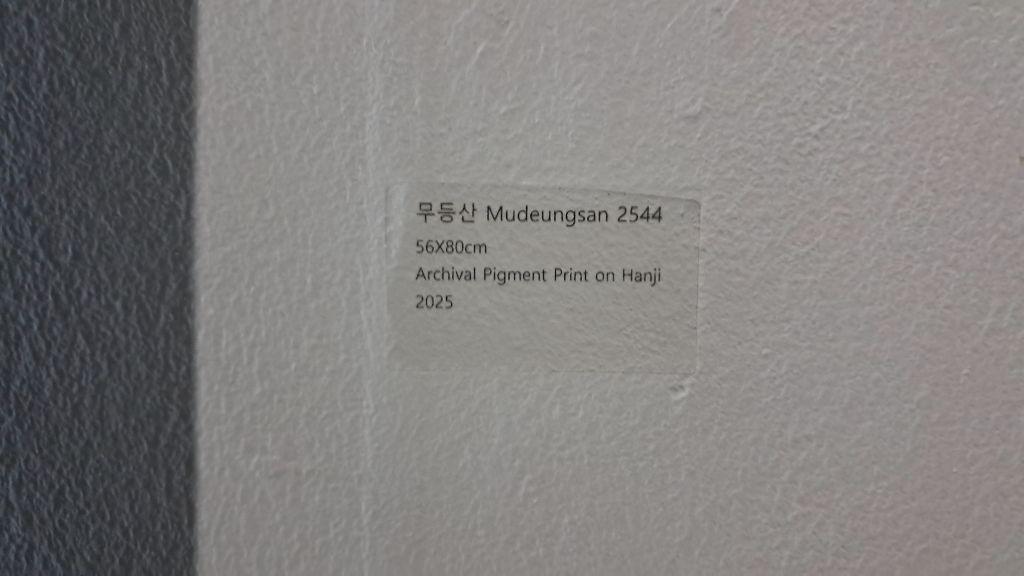 무등산 Mudeungsan 2544
56X80cm
Archival Pigment Print on Hanji
2025